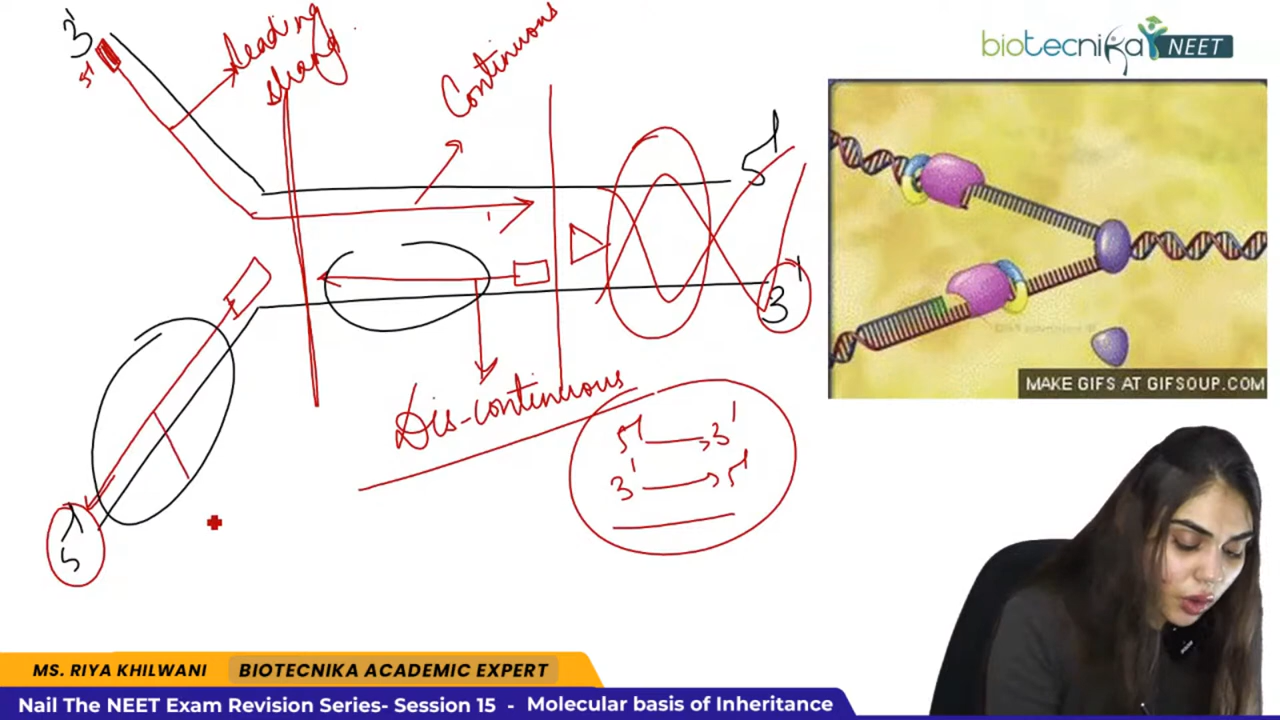 3'
5'
Leading
strand
Continuous
5'
3'
Dis-continuous
5' → 3'
3' → 5'
5'
biotecnika NEET
MAKE GIFS AT GIFSOUP.COM
MS. RIYA KHILWANI BIOTECNIKA ACADEMIC EXPERT
Nail The NEET Exam Revision Series- Session 15 - Molecular basis of Inheritance